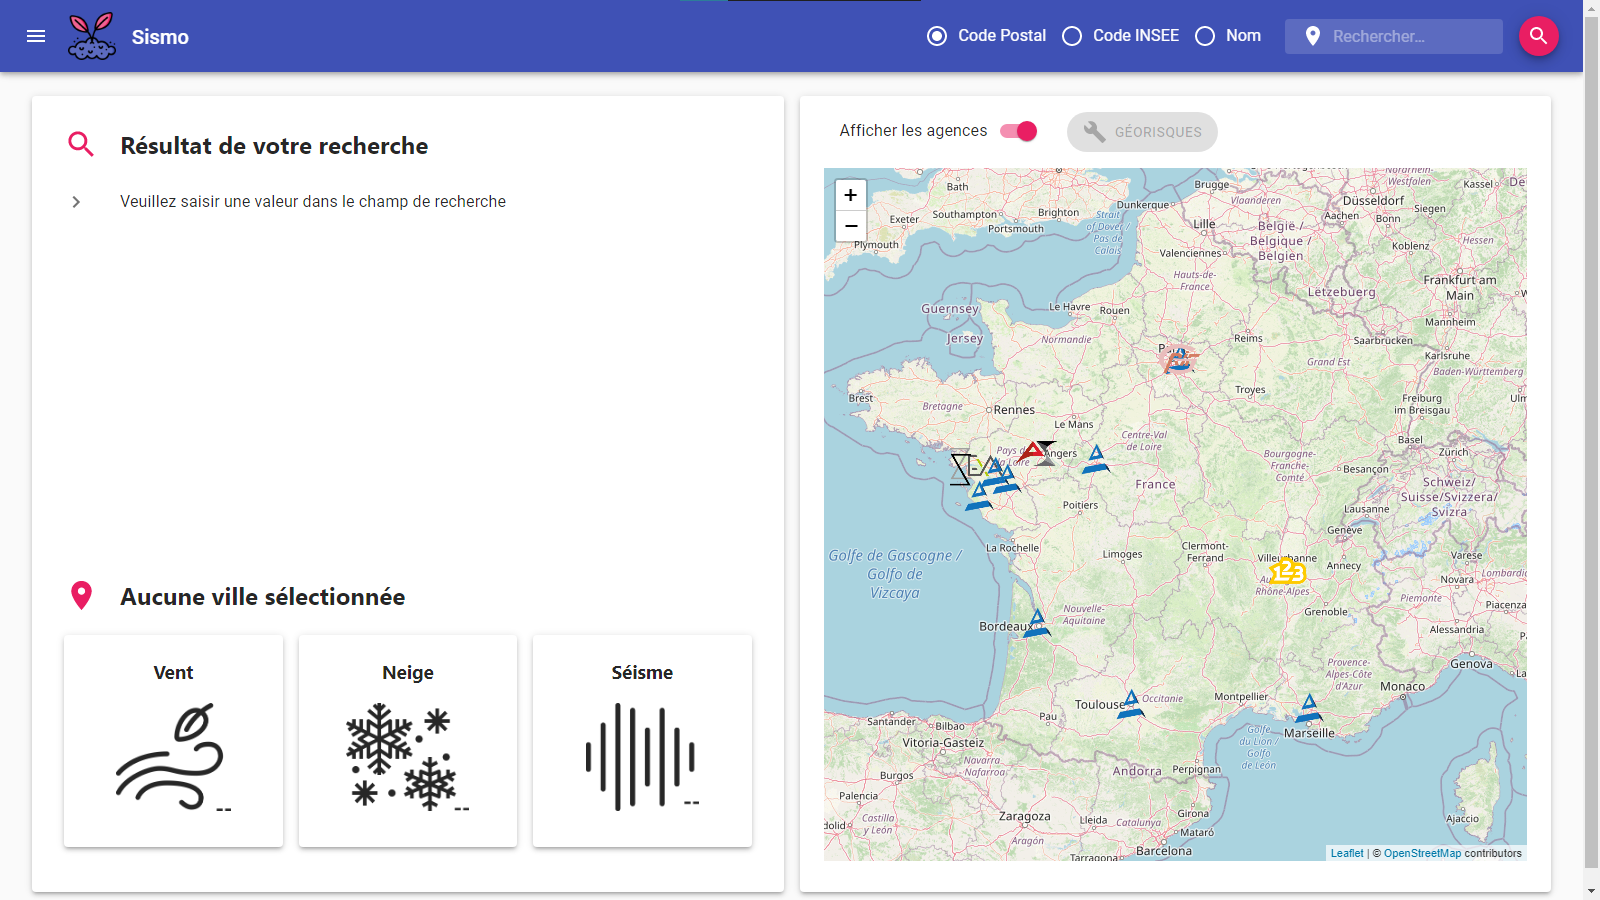 Sismo
Code Postal
Code INSEE
Nom
Rechercher...
Résultat de votre recherche
Veuillez saisir une valeur dans le champ de recherche
Aucune ville sélectionnée
Vent
--
Neige
--
Séisme
--
Afficher les agences
GÉORISQUES
+
−
Bath
Brugge
Kassel
Exeter
Southampton
Brighton
Portsmouth
Plymouth
Strait
of Dover /
Pas de
Calais
Dunkerque
Vlaanderen
Lille
België /
Belgique /
Belgien
Nordrhein-
Westfalen
Düsseldorf
Aachen
Bonn
Siegen
Koblenz
Hessen
Valenciennes
Hauts-de-
France
Frankfurt am
Main
Lëtzebuerg
Guernsey
Le Havre
Rouen
Mannheim
Jersey
Normandie
Reims
Saarbrücken
Karlsruhe
Grand Est
Baden-Württemberg
Troyes
Brest
Bretagne
Rennes
Freiburg
im Breisgau
Ulm
Le Mans
Centre-Val
de Loire
Basel
Zürich
Pays de
la Loire
Angers
Bourgogne-
Franche-
Comté
Besançon
France
Schweiz/
Suisse/Svizzera/
Svizra
Poitiers
Lausanne
Genève
La Rochelle
Limoges
Clermont-
Ferrand
Villeurbanne
Annecy
Varese
Lombardia
Golfe de Gascogne /
Golfo de
Vizcaya
123
Rhône-Alpes
Novara
Piemonte
Piacenza
Nouvelle-
Aquitaine
Grenoble
Bordeaux
Alessandria
Provence-
Alpes-Côte
d'Azur
Genova
Monaco
Toulouse
Occitanie
Montpellier
Marseille
Santander
Bilbao
Pau
Vitoria-Gasteiz
Golfe
du Lion /
Golfo
de León
Navarra
Nafarroa
Burgos
Andorra
Perpignan
Palencia
Castilla
y León
Zaragoza
Lleida
Catalunya
Girona
Mataró
Aragón
Tarragona
Barcelona
Ajaccio
Leaflet | © OpenStreetMap contributors